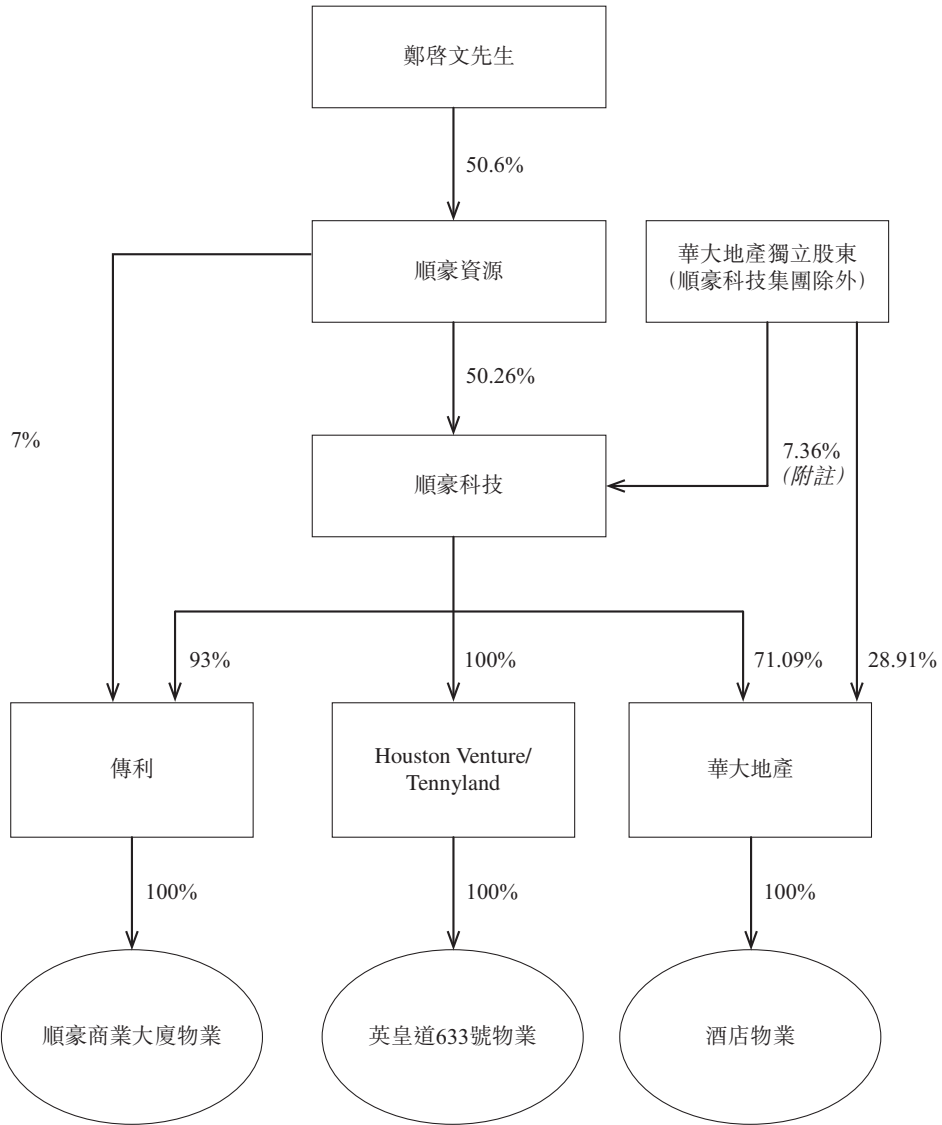 鄭啓文先生
50.6%
順豪資源
華大地產獨立股東
（順豪科技集團除外）
50.26%
7%
順豪科技
7.36%
（附註）
93%
100%
71.09%
28.91%
傳利
Houston Venture/
Tennyland
華大地產
100%
100%
100%
順豪商業大廈物業
英皇道633號物業
酒店物業